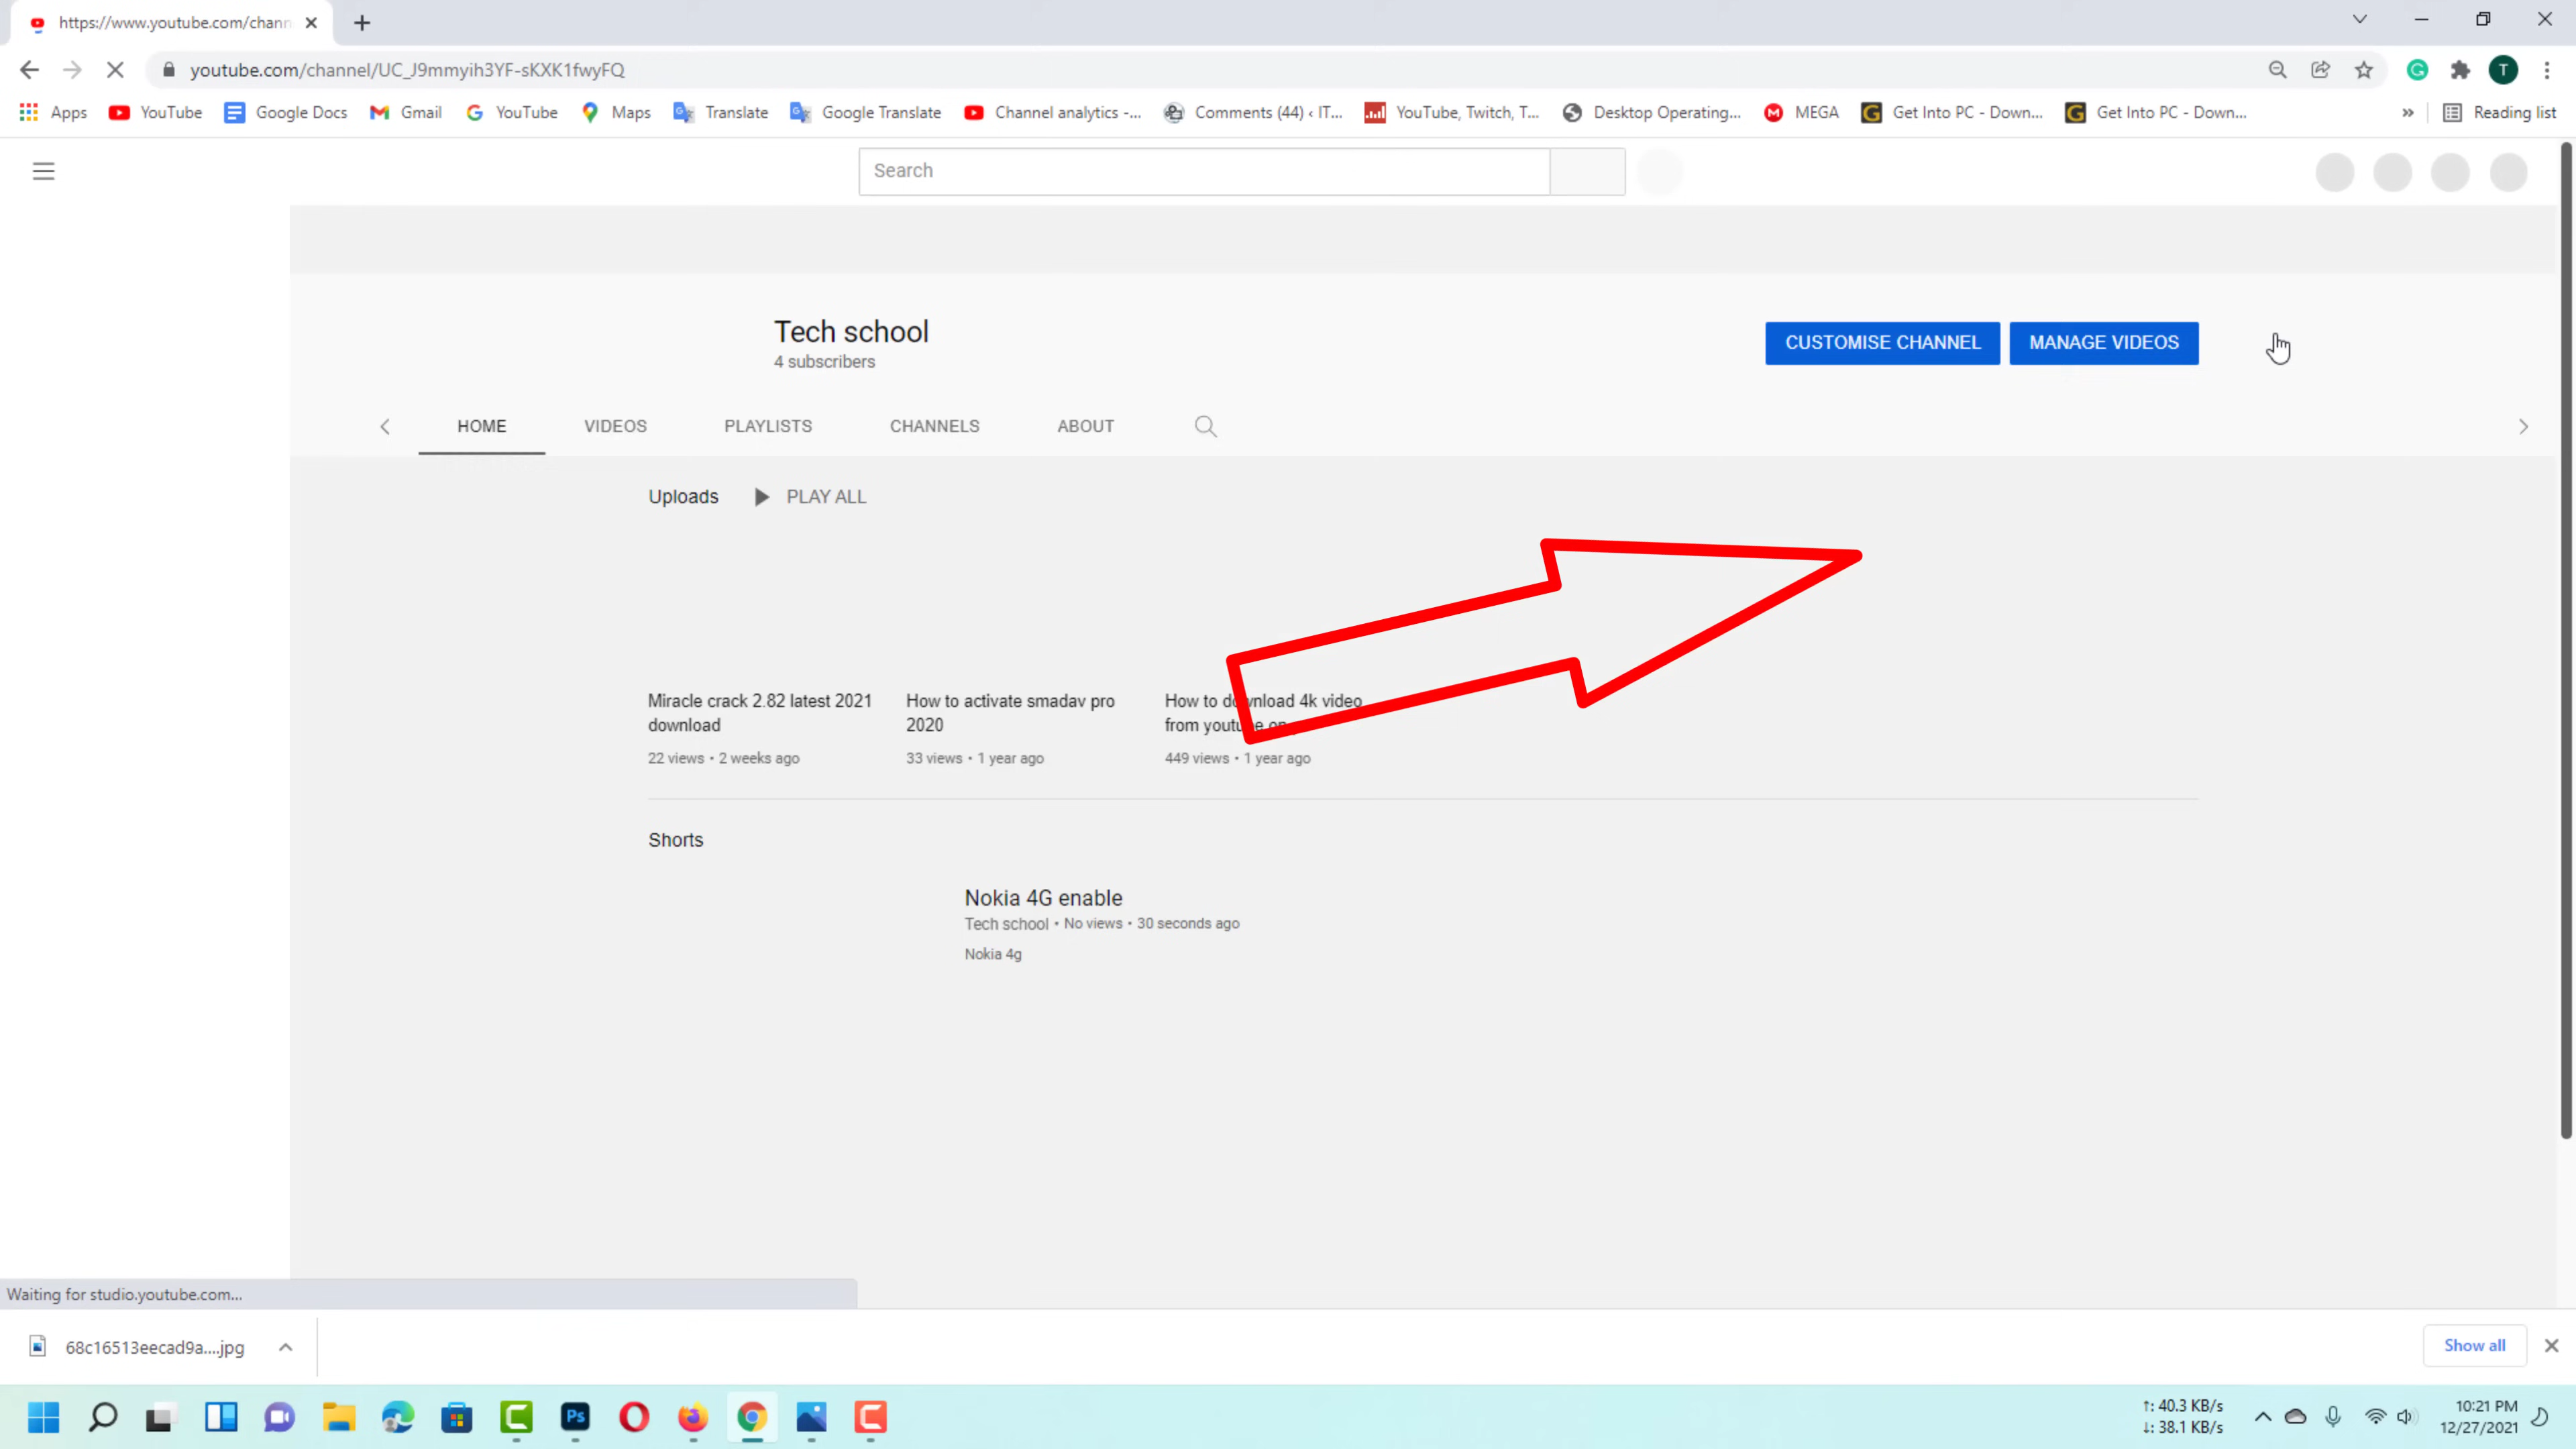 https://www.youtube.com/chann
youtube.com/channel/UC_J9mmyih3YF-sKXK1fwyFQ
T
Apps YouTube Google Docs Gmail YouTube Maps Translate Google Translate Channel analytics -... Comments (44) ‹ IT... YouTube, Twitch, T... Desktop Operating... MEGA Get Into PC - Down... Get Into PC - Down... » Reading list
Search
Tech school
4 subscribers
CUSTOMISE CHANNEL MANAGE VIDEOS
HOME VIDEOS PLAYLISTS CHANNELS ABOUT
Uploads PLAY ALL
Miracle crack 2.82 latest 2021
download
22 views • 2 weeks ago
How to activate smadav pro
2020
33 views • 1 year ago
How to download 4k video
from youtube on
449 views • 1 year ago
Shorts
Nokia 4G enable
Tech school • No views • 30 seconds ago
Nokia 4g
Waiting for studio.youtube.com...
68c16513eecad9a....jpg
Show all
Ps
↑: 40.3 KB/s
↓: 38.1 KB/s
10:21 PM
12/27/2021